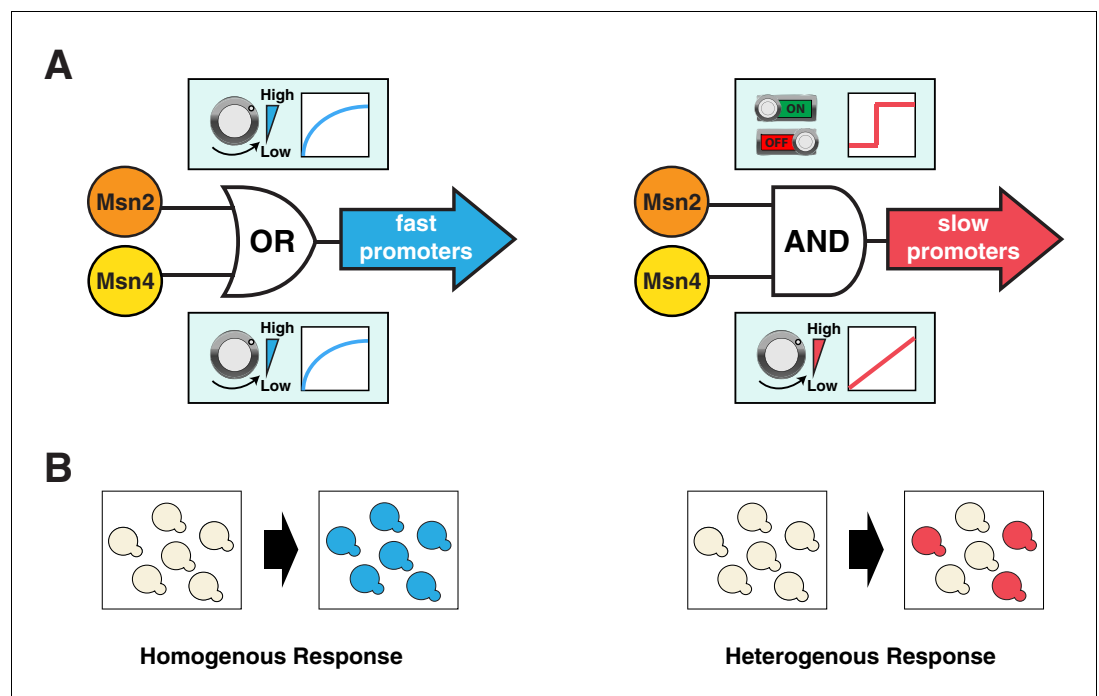 A
High
Low
Msn2
Msn4
OR
fast
promoters
High
Low
ON
OFF
Msn2
Msn4
AND
slow
promoters
High
Low
B
Homogenous Response
Heterogenous Response